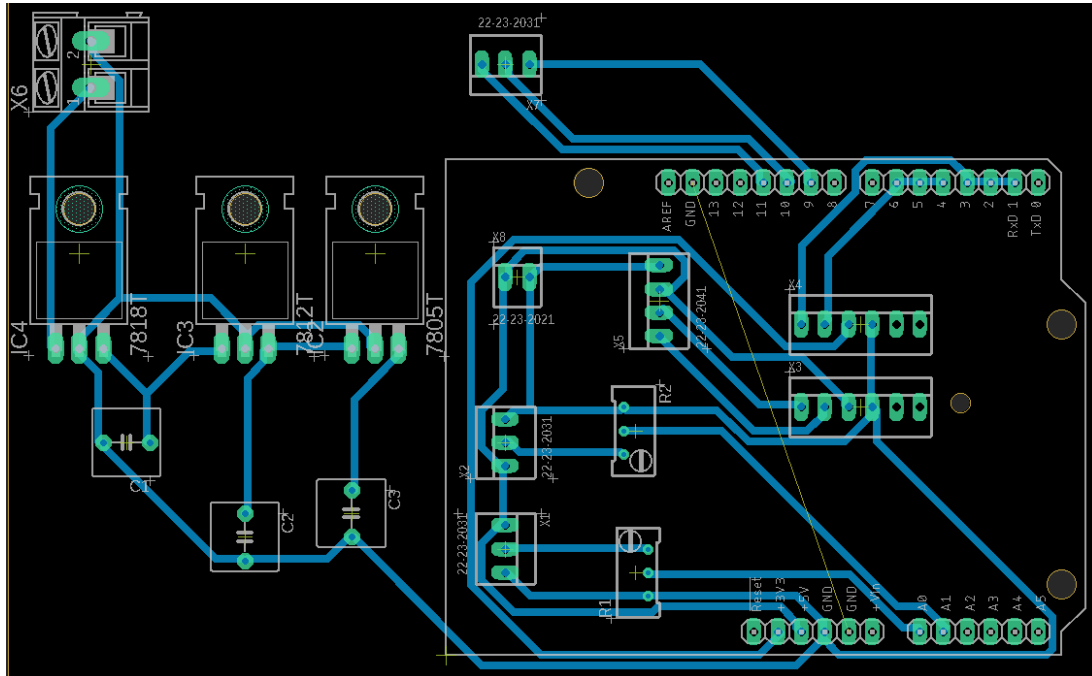 22-23-2031
X7
X6
2
1
IC4
7818T
IC3
7812T
IC2
7805T
C1
C2
C3
AREF
GND
13
12
11
10
9
8
7
6
5
4
3
2
RxD 1
TxD 0
X8
22-23-2021
X5
22-23-2041
X4
X3
R2
X2
22-23-2031
X1
22-23-2031
R1
Reset
+3V3
+5V
GND
GND
+Vin
A0
A1
A2
A3
A4
A5